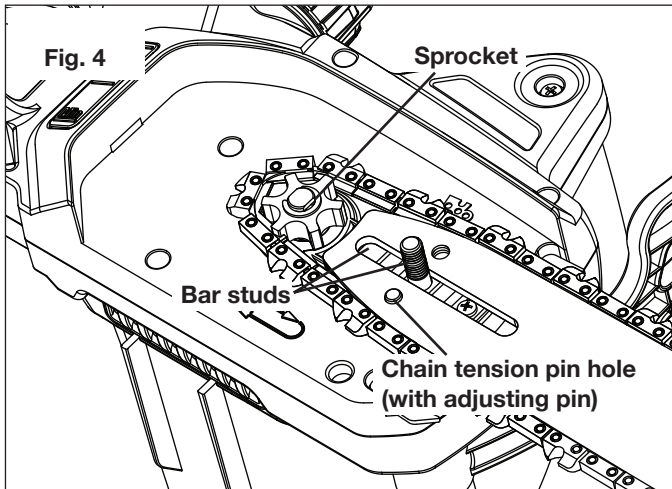 Fig. 4
Sprocket
Bar studs
Chain tension pin hole
(with adjusting pin)